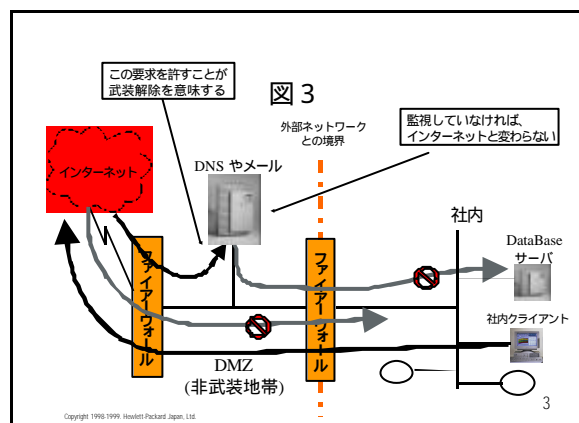 この要求を許すことが
武装解除を意味する
図３
監視していなければ、
インターネットと変わらない
外部ネットワーク
との境界
インターネット
DNS やメール
社内
DataBase
サーバ
ファイアーウォール
ファイアーウォール
社内クライアント
DMZ
(非武装地帯)
3
Copyright 1998-1999. Hewlett-Packard Japan, Ltd.